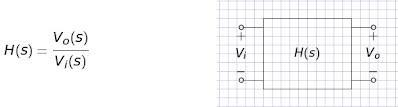 H(s) = V_o(s) / V_i(s)
+ +
V_i H(s) V_o
− −